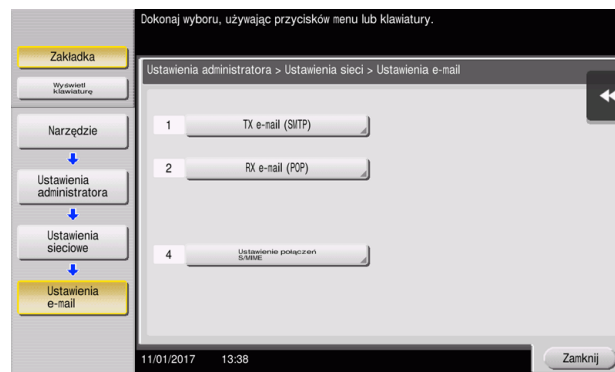 Dokonaj wyboru, używając przycisków menu lub klawiatury.
Zakładka
Wyświetl
klawiaturę
Ustawienia administratora > Ustawienia sieci > Ustawienia e-mail
Narzędzie
1 TX e-mail (SMTP)
2 RX e-mail (POP)
Ustawienia
administratora
Ustawienia
sieciowe
4 Ustawienie połączeń
S/MIME
Ustawienia
e-mail
11/01/2017 13:38
Zamknij